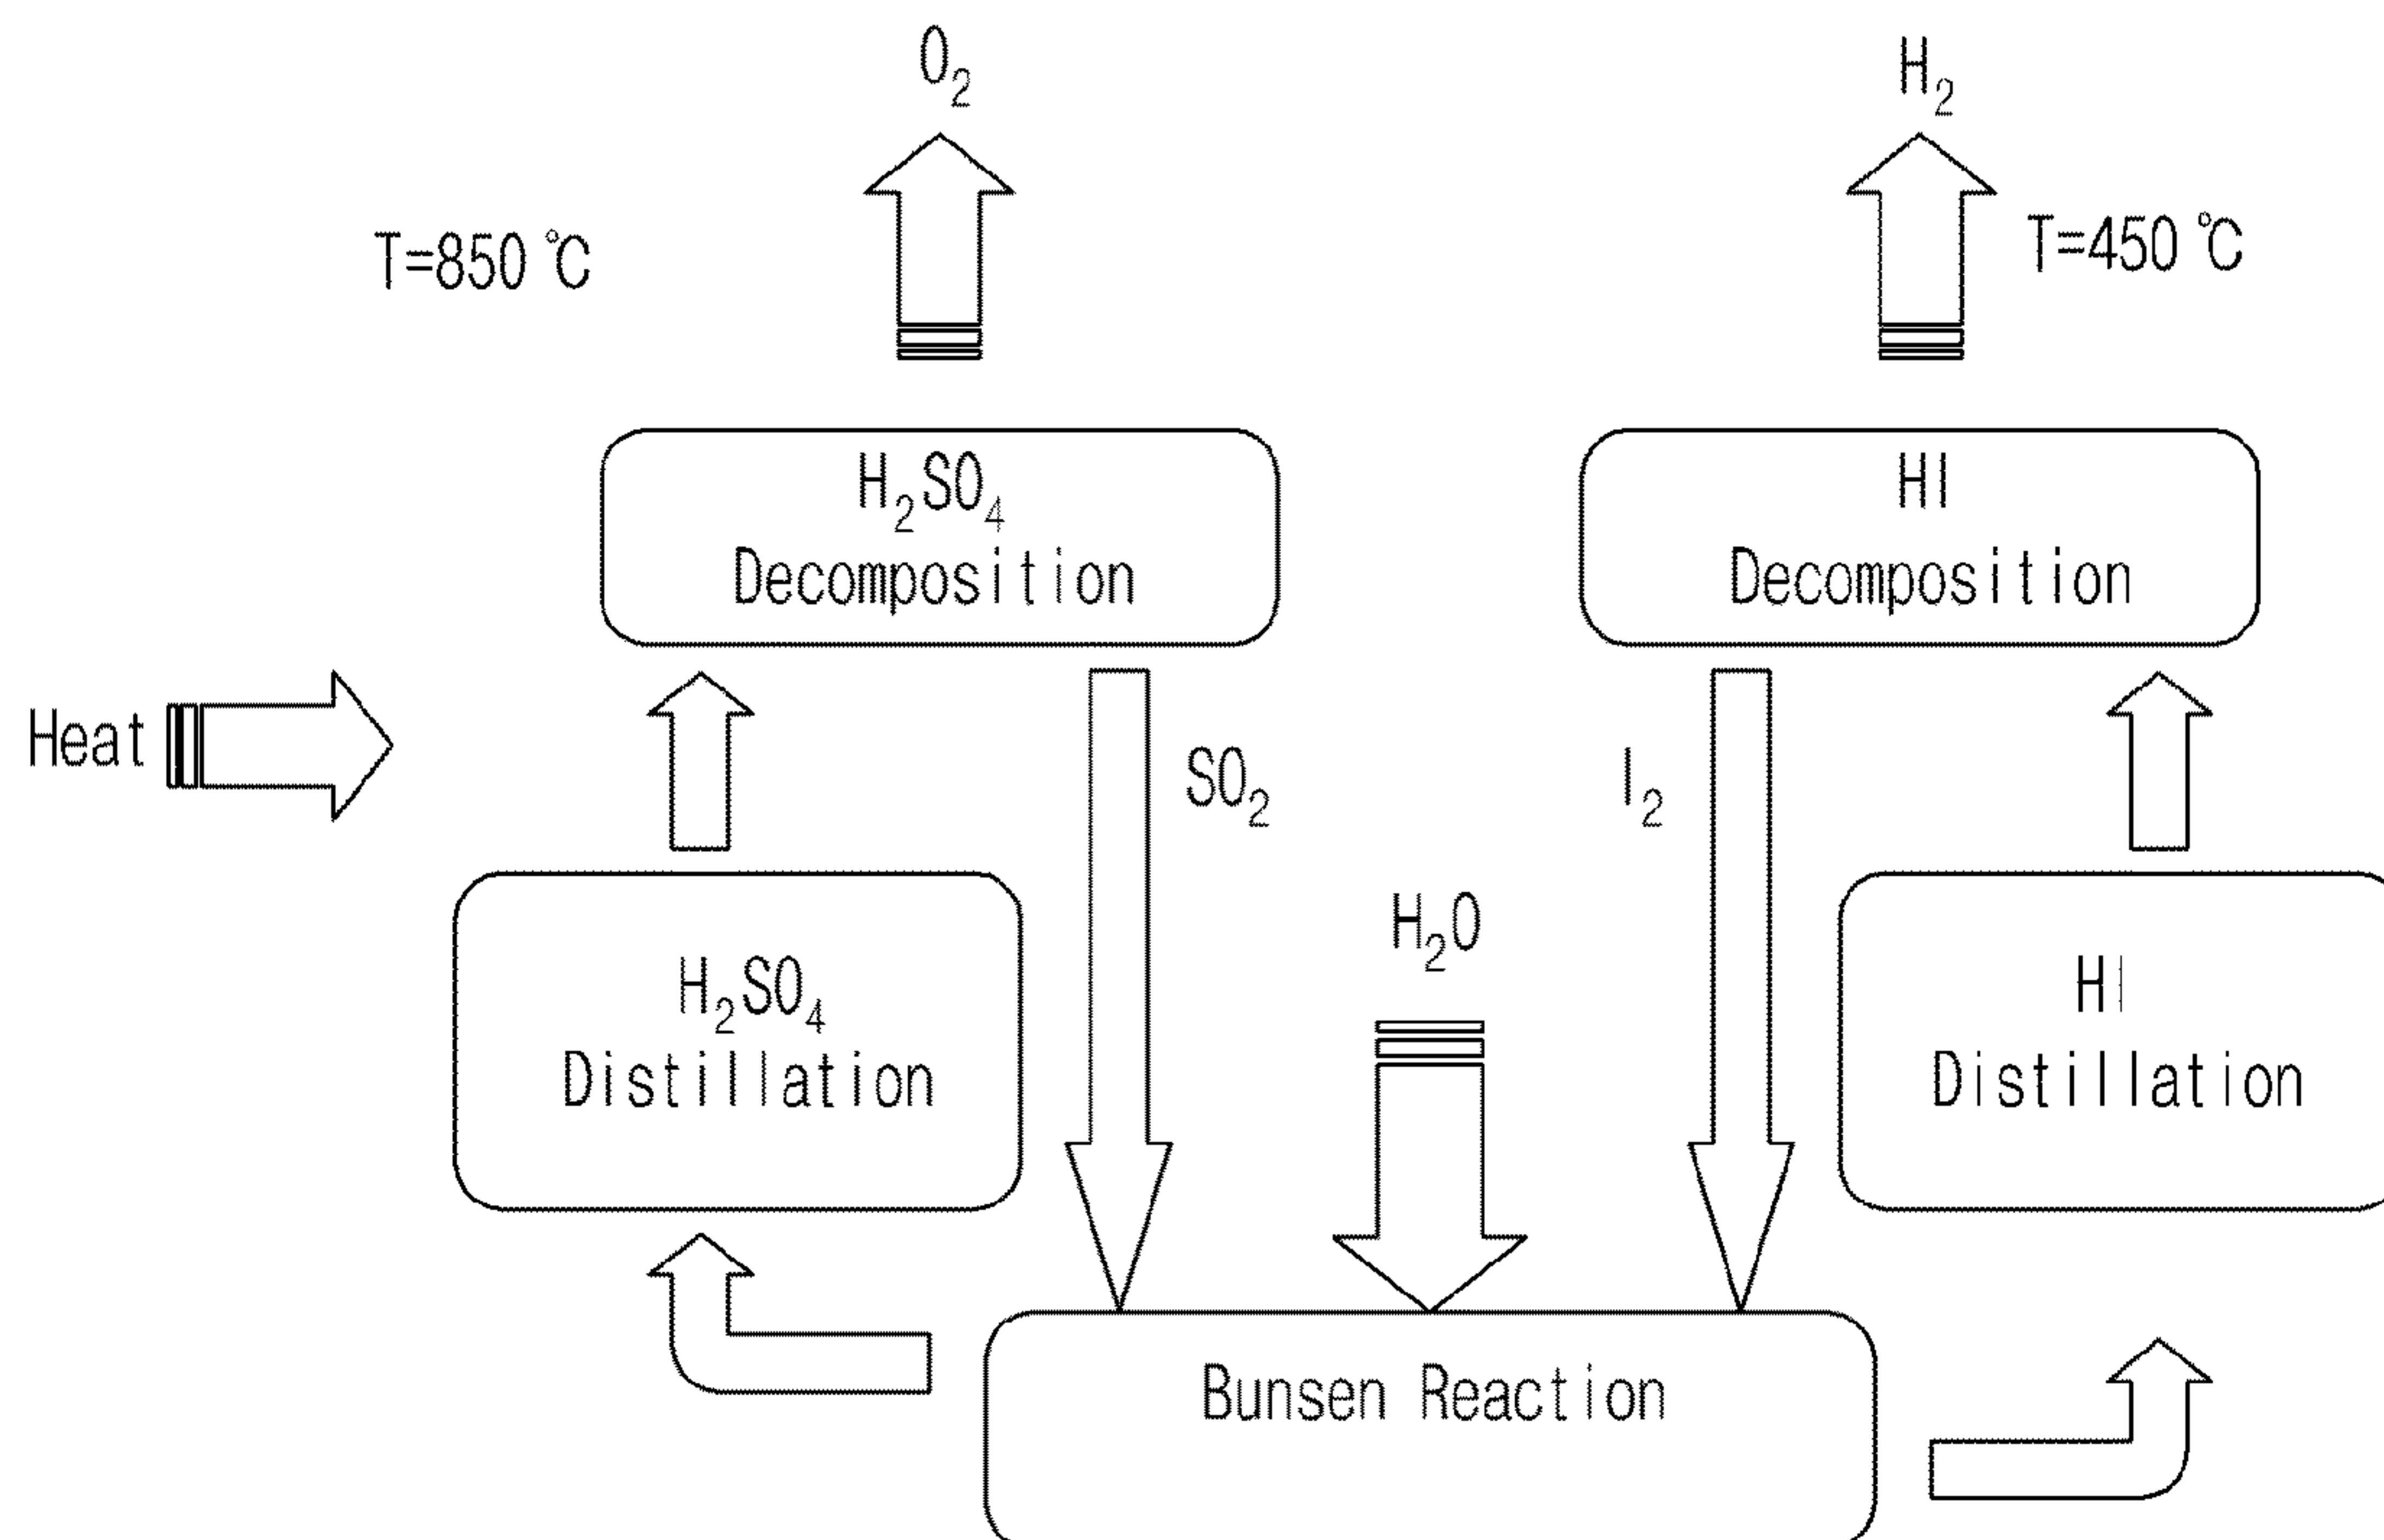 O₂
H₂
T=850 ℃
T=450 ℃
H₂SO₄
Decomposition
HI
Decomposition
Heat
SO₂
I₂
H₂O
H₂SO₄
Distillation
HI
Distillation
Bunsen Reaction